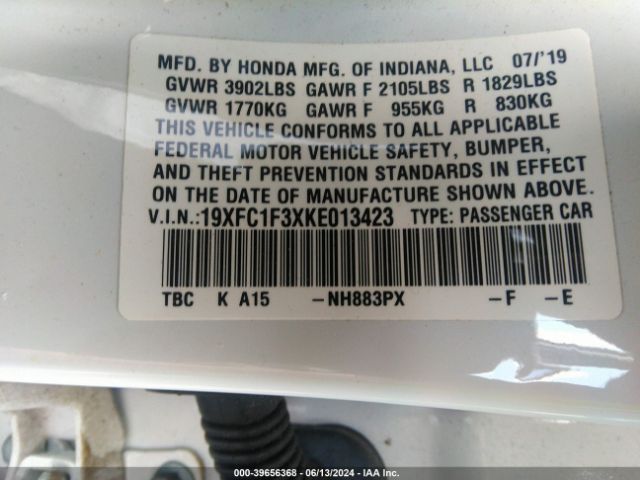 MFD. BY HONDA MFG. OF INDIANA, LLC 07/'19
GVWR 3902LBS GAWR F 2105LBS R 1829LBS
GVWR 1770KG GAWR F 955KG R 830KG
THIS VEHICLE CONFORMS TO ALL APPLICABLE
FEDERAL MOTOR VEHICLE SAFETY, BUMPER,
AND THEFT PREVENTION STANDARDS IN EFFECT
ON THE DATE OF MANUFACTURE SHOWN ABOVE.
V.I.N.:19XFC1F3XKE013423 TYPE: PASSENGER CAR
TBC K A15 -NH883PX -F -E
000-39656368 - 06/13/2024 - IAA Inc.